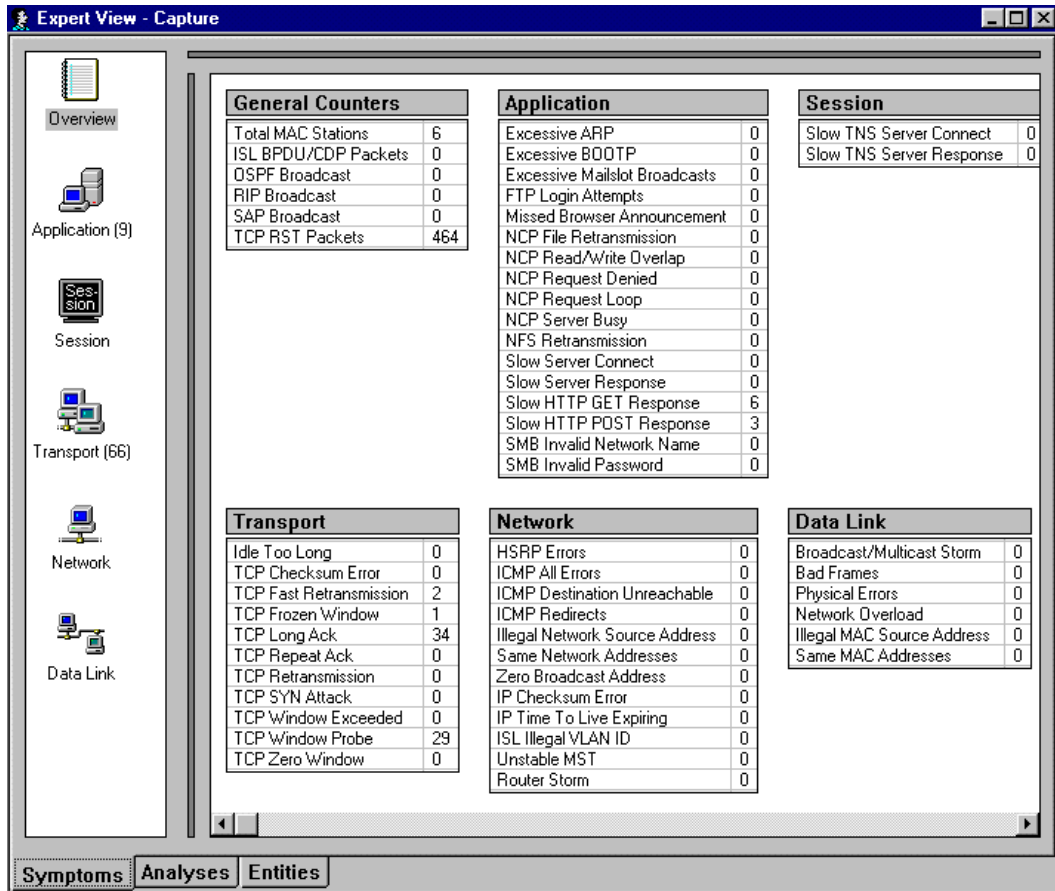 Expert View - Capture
Overview
Application (9)
Ses-
sion
Session
Transport (66)
Network
Data Link
General Counters
Total MAC Stations 6
ISL BPDU/CDP Packets 0
OSPF Broadcast 0
RIP Broadcast 0
SAP Broadcast 0
TCP RST Packets 464
Application
Excessive ARP 0
Excessive BOOTP 0
Excessive Mailslot Broadcasts 0
FTP Login Attempts 0
Missed Browser Announcement 0
NCP File Retransmission 0
NCP Read/Write Overlap 0
NCP Request Denied 0
NCP Request Loop 0
NCP Server Busy 0
NFS Retransmission 0
Slow Server Connect 0
Slow Server Response 0
Slow HTTP GET Response 6
Slow HTTP POST Response 3
SMB Invalid Network Name 0
SMB Invalid Password 0
Session
Slow TNS Server Connect 0
Slow TNS Server Response 0
Transport
Idle Too Long 0
TCP Checksum Error 0
TCP Fast Retransmission 2
TCP Frozen Window 1
TCP Long Ack 34
TCP Repeat Ack 0
TCP Retransmission 0
TCP SYN Attack 0
TCP Window Exceeded 0
TCP Window Probe 29
TCP Zero Window 0
Network
HSRP Errors 0
ICMP All Errors 0
ICMP Destination Unreachable 0
ICMP Redirects 0
Illegal Network Source Address 0
Same Network Addresses 0
Zero Broadcast Address 0
IP Checksum Error 0
IP Time To Live Expiring 0
ISL Illegal VLAN ID 0
Unstable MST 0
Router Storm 0
Data Link
Broadcast/Multicast Storm 0
Bad Frames 0
Physical Errors 0
Network Overload 0
Illegal MAC Source Address 0
Same MAC Addresses 0
Symptoms Analyses Entities